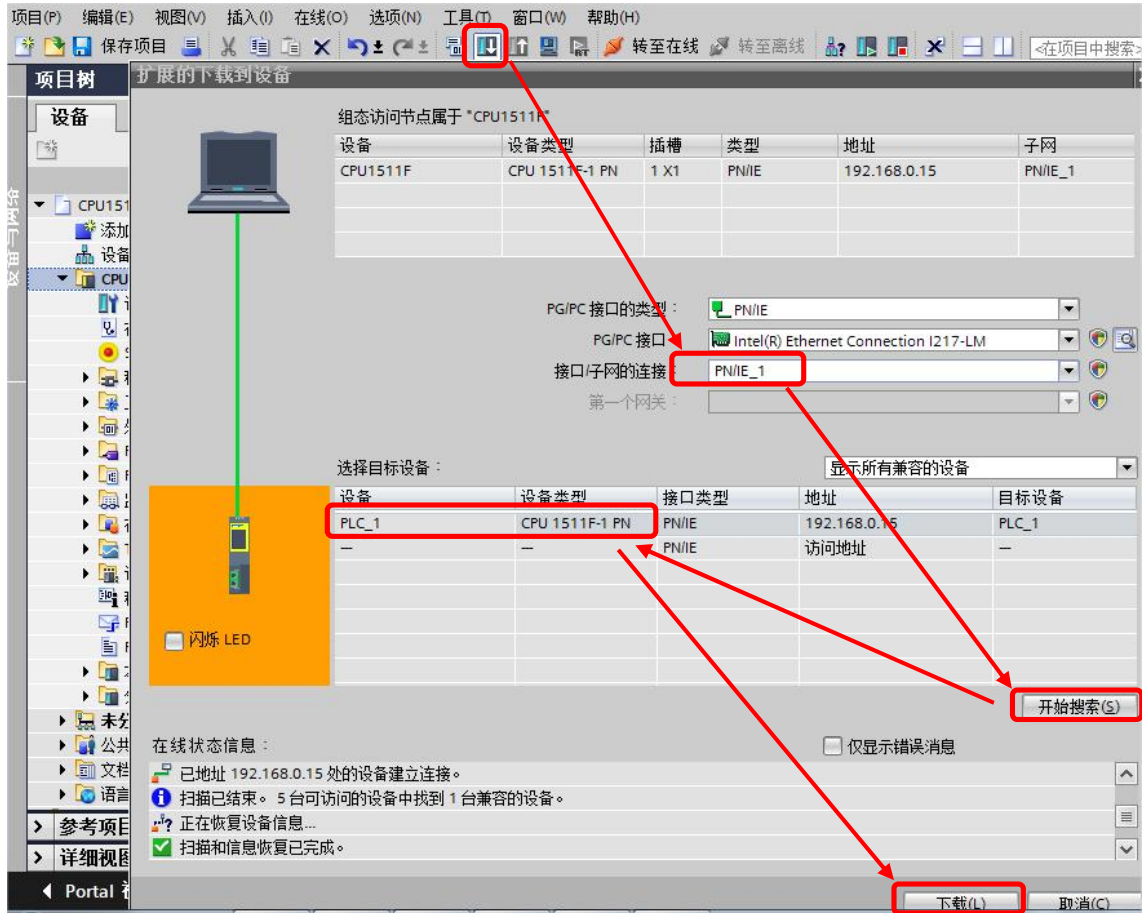 项目(P) 编辑(E) 视图(V) 插入(I) 在线(O) 选项(N) 工具(T) 窗口(W) 帮助(H)
保存项目 转至在线 转至离线 <在项目中搜索>
项目树
扩展的下载到设备
设备
组态访问节点属于 "CPU1511F"
设备 设备类型 插槽 类型 地址 子网
CPU1511F CPU 1511F-1 PN 1 X1 PN/IE 192.168.0.15 PN/IE_1
CPU151
添加
设备
CPU
PG/PC 接口的类型: PN/IE
PG/PC 接口: Intel(R) Ethernet Connection I217-LM
接口/子网的连接: PN/IE_1
第一个网关:
选择目标设备: 显示所有兼容的设备
设备 设备类型 接口类型 地址 目标设备
PLC_1 CPU 1511F-1 PN PN/IE 192.168.0.15 PLC_1
— — PN/IE 访问地址 —
闪烁 LED
开始搜索(S)
未分
公共
文档
语言
在线状态信息: 仅显示错误消息
已地址 192.168.0.15 处的设备建立连接。
扫描已结束。 5 台可访问的设备中找到 1 台兼容的设备。
正在恢复设备信息...
扫描和信息恢复已完成。
参考项目
详细视图
Portal 视
下载(L) 取消(C)